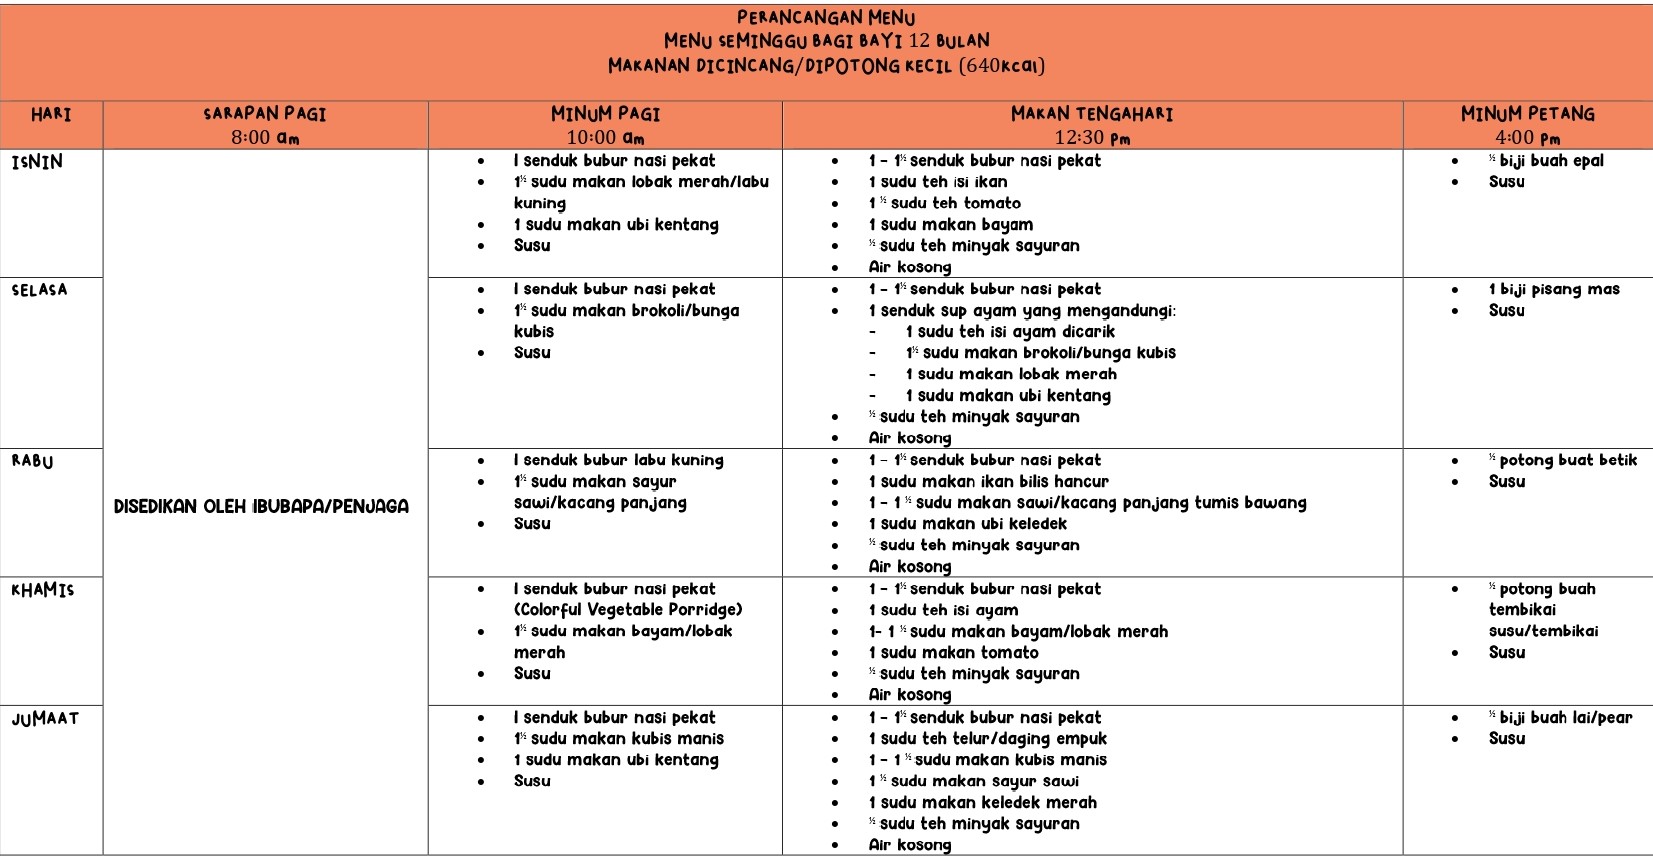 PERANCANGAN MENU
MENU SEMINGGU BAGI BAYI 12 BULAN
MAKANAN DICINCANG/DIPOTONG KECIL (640kcal)
HARI
SARAPAN PAGI
8:00 am
MINUM PAGI
10:00 am
MAKAN TENGAHARI
12:30 pm
MINUM PETANG
4:00 pm
DISEDIKAN OLEH IBUBAPA/PENJAGA
ISNIN
• 1 senduk bubur nasi pekat
• 1½ sudu makan lobak merah/labu
kuning
• 1 sudu makan ubi kentang
• Susu
• 1 – 1½ senduk bubur nasi pekat
• 1 sudu teh isi ikan
• 1 ½ sudu teh tomato
• 1 sudu makan bayam
• ½ sudu teh minyak sayuran
• Air kosong
• ½ biji buah epal
• Susu
SELASA
• 1 senduk bubur nasi pekat
• 1½ sudu makan brokoli/bunga
kubis
• Susu
• 1 – 1½ senduk bubur nasi pekat
• 1 senduk sup ayam yang mengandungi:
- 1 sudu teh isi ayam dicarik
- 1½ sudu makan brokoli/bunga kubis
- 1 sudu makan lobak merah
- 1 sudu makan ubi kentang
• ½ sudu teh minyak sayuran
• Air kosong
• 1 biji pisang mas
• Susu
RABU
• 1 senduk bubur labu kuning
• 1½ sudu makan sayur
sawi/kacang panjang
• Susu
• 1 – 1½ senduk bubur nasi pekat
• 1 sudu makan ikan bilis hancur
• 1 – 1 ½ sudu makan sawi/kacang panjang tumis bawang
• 1 sudu makan ubi keledek
• ½ sudu teh minyak sayuran
• Air kosong
• ½ potong buat betik
• Susu
KHAMIS
• 1 senduk bubur nasi pekat
(Colorful Vegetable Porridge)
• 1½ sudu makan bayam/lobak
merah
• Susu
• 1 – 1½ senduk bubur nasi pekat
• 1 sudu teh isi ayam
• 1- 1 ½ sudu makan bayam/lobak merah
• 1 sudu makan tomato
• ½ sudu teh minyak sayuran
• Air kosong
• ½ potong buah
tembikai
susu/tembikai
• Susu
JUMAAT
• 1 senduk bubur nasi pekat
• 1½ sudu makan kubis manis
• 1 sudu makan ubi kentang
• Susu
• 1 – 1½ senduk bubur nasi pekat
• 1 sudu teh telur/daging empuk
• 1 – 1 ½ sudu makan kubis manis
• 1 ½ sudu makan sayur sawi
• 1 sudu makan keledek merah
• ½ sudu teh minyak sayuran
• Air kosong
• ½ biji buah lai/pear
• Susu